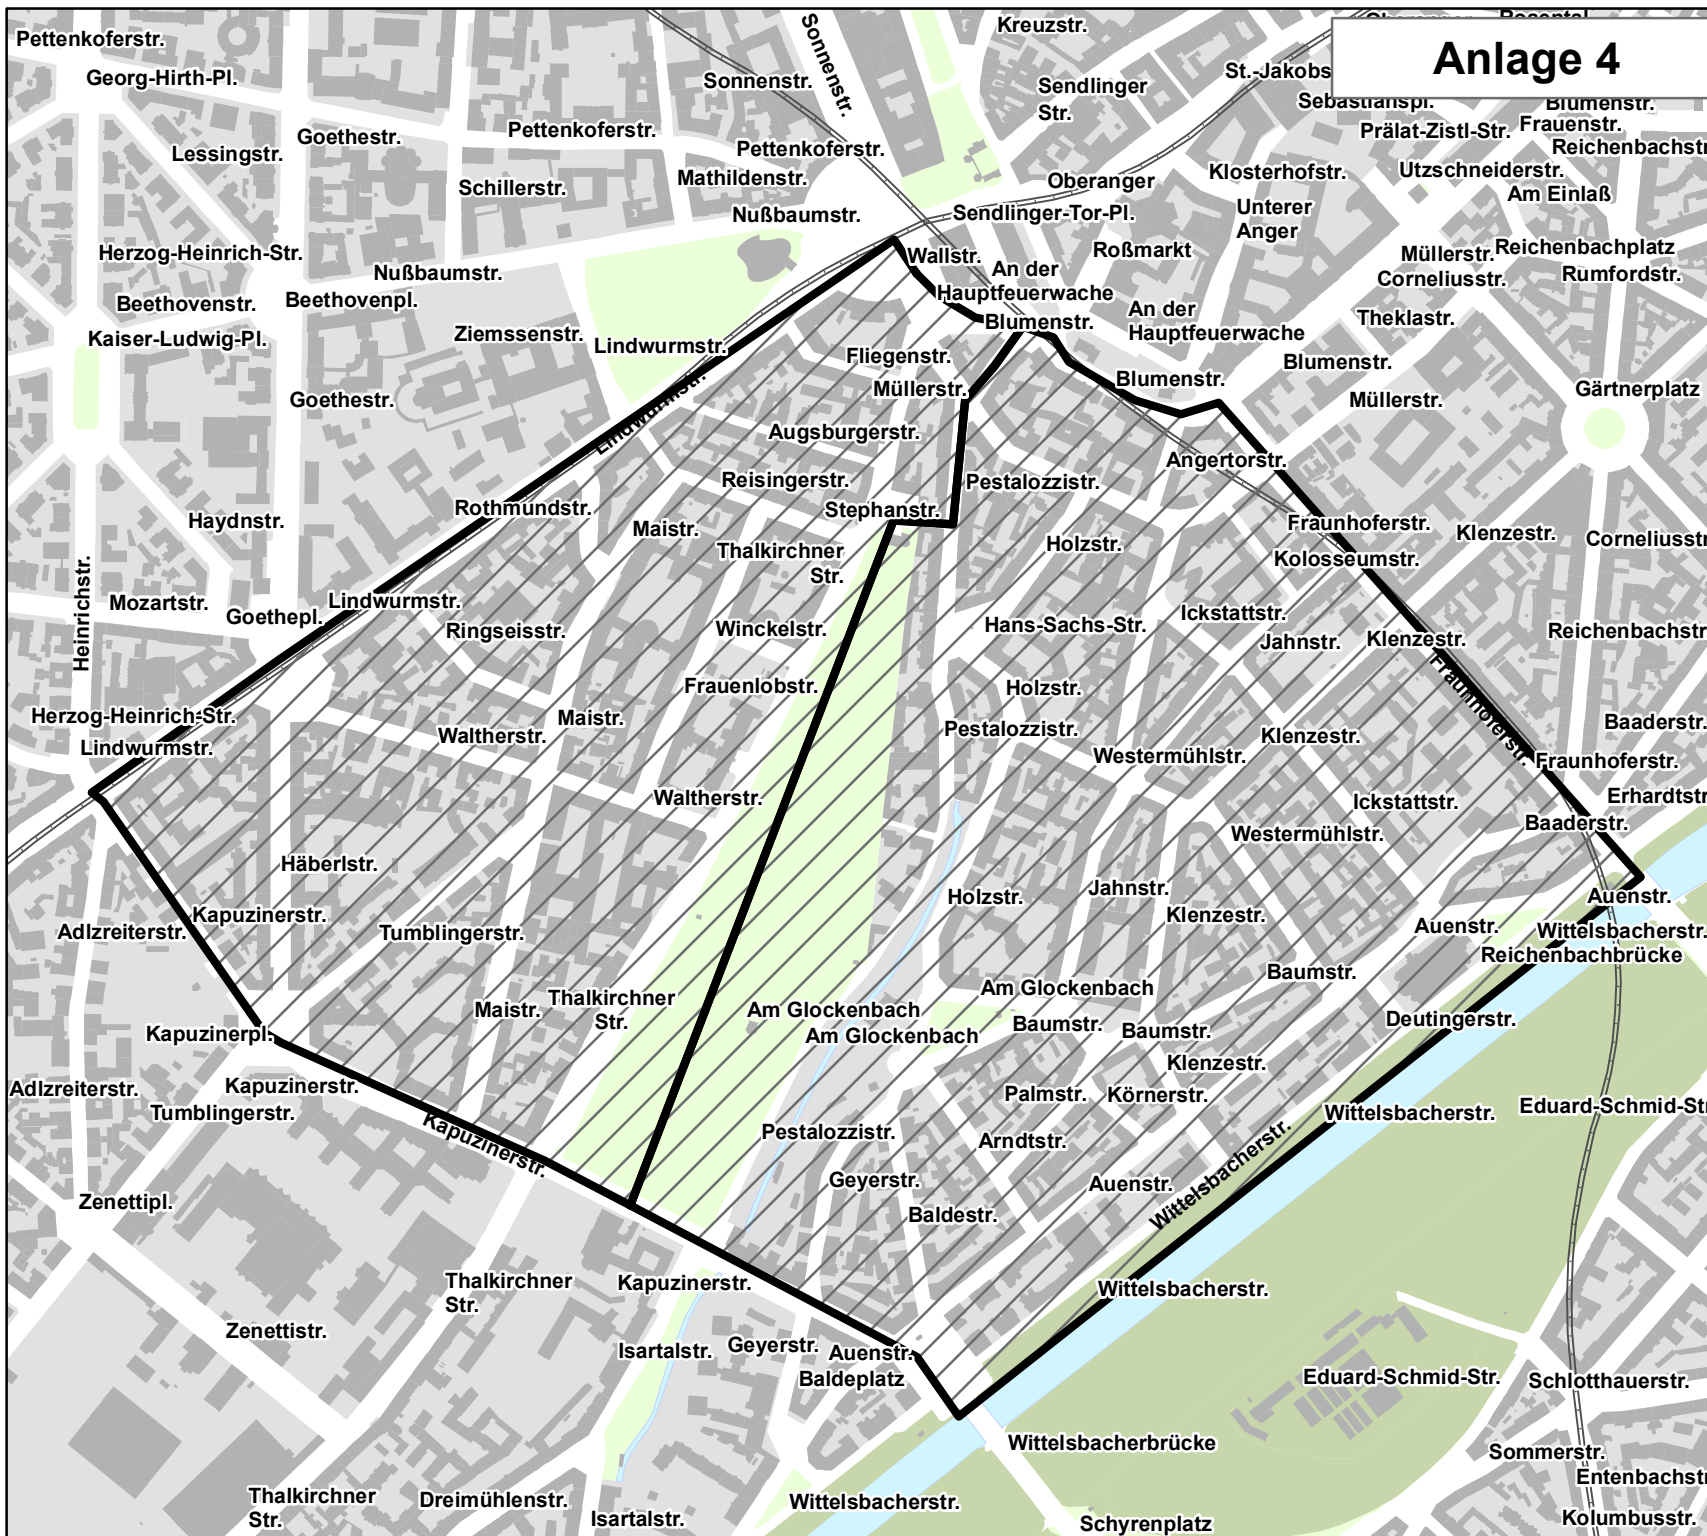 Anlage 4
Pettenkoferstr.
Georg-Hirth-Pl.
Lessingstr.
Goethestr.
Pettenkoferstr.
Sonnenstr.
Sonnenstr.
Kreuzstr.
Sendlinger
Str.
St.-Jakobs
Sebastianspl.
Blumenstr.
Prälat-Zistl-Str.
Frauenstr.
Reichenbachstr
Pettenkoferstr.
Mathildenstr.
Schillerstr.
Nußbaumstr.
Oberanger
Sendlinger-Tor-Pl.
Klosterhofstr.
Utzschneiderstr.
Am Einlaß
Unterer
Anger
Roßmarkt
Herzog-Heinrich-Str.
Nußbaumstr.
Beethovenstr.
Beethovenpl.
Kaiser-Ludwig-Pl.
Ziemssenstr.
Lindwurmstr.
Lindwurmstr.
Goethestr.
Wallstr.
An der
Hauptfeuerwache
Blumenstr.
An der
Hauptfeuerwache
Müllerstr.
Reichenbachplatz
Corneliusstr.
Rumfordstr.
Theklastr.
Blumenstr.
Blumenstr.
Müllerstr.
Gärtnerplatz
Fliegenstr.
Müllerstr.
Augsburgerstr.
Reisingerstr.
Stephanstr.
Pestalozzistr.
Angertorstr.
Rothmundstr.
Maistr.
Thalkirchner
Str.
Holzstr.
Fraunhoferstr.
Kolosseumstr.
Klenzestr.
Corneliusstr
Haydnstr.
Heinrichstr.
Mozartstr.
Goethepl.
Lindwurmstr.
Ringseisstr.
Winckelstr.
Hans-Sachs-Str.
Ickstattstr.
Jahnstr.
Klenzestr.
Reichenbachstr
Fraunhoferstr.
Frauenlobstr.
Holzstr.
Herzog-Heinrich-Str.
Lindwurmstr.
Waltherstr.
Maistr.
Pestalozzistr.
Westermühlstr.
Klenzestr.
Baaderstr.
Fraunhoferstr.
Waltherstr.
Ickstattstr.
Erhardtstr
Westermühlstr.
Baaderstr.
Häberlstr.
Holzstr.
Jahnstr.
Klenzestr.
Auenstr.
Kapuzinerstr.
Adlzreiterstr.
Tumblingerstr.
Auenstr.
Wittelsbacherstr.
Reichenbachbrücke
Baumstr.
Am Glockenbach
Maistr.
Thalkirchner
Str.
Am Glockenbach
Am Glockenbach
Baumstr.
Baumstr.
Deutingerstr.
Kapuzinerpl.
Klenzestr.
Adlzreiterstr.
Kapuzinerstr.
Tumblingerstr.
Palmstr.
Körnerstr.
Wittelsbacherstr.
Eduard-Schmid-Str
Kapuzinerstr.
Pestalozzistr.
Arndtstr.
Wittelsbacherstr.
Geyerstr.
Auenstr.
Baldestr.
Zenettipl.
Thalkirchner
Str.
Kapuzinerstr.
Wittelsbacherstr.
Zenettistr.
Isartalstr.
Geyerstr.
Auenstr.
Baldeplatz
Eduard-Schmid-Str.
Schlotthauerstr.
Wittelsbacherbrücke
Sommerstr.
Entenbachstr
Thalkirchner
Str.
Dreimühlenstr.
Isartalstr.
Wittelsbacherstr.
Schyrenplatz
Kolumbusstr.